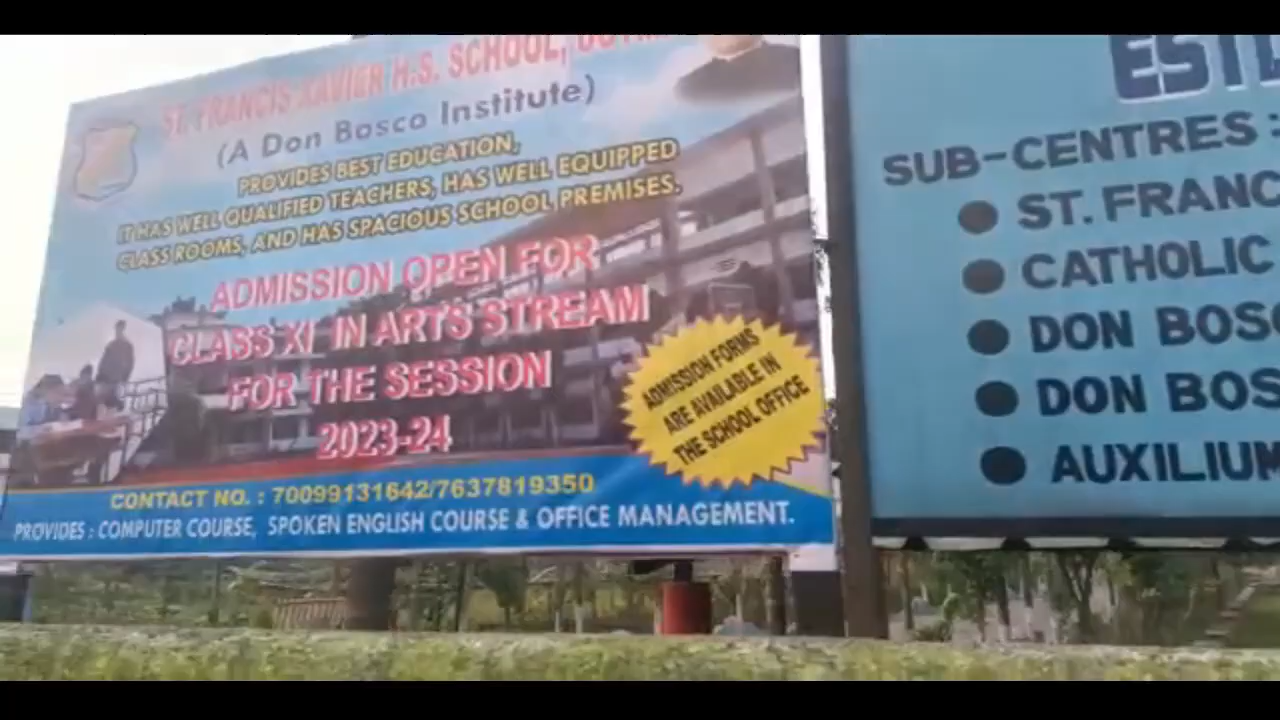 ST. FRANCIS XAVIER H.S. SCHOOL,
(A Don Bosco Institute)
PROVIDES BEST EDUCATION,
IT HAS WELL QUALIFIED TEACHERS, HAS WELL EQUIPPED
CLASS ROOMS, AND HAS SPACIOUS SCHOOL PREMISES.
ADMISSION OPEN FOR
CLASS XI IN ARTS STREAM
FOR THE SESSION
2023-24
ADMISSION FORMS
ARE AVAILABLE IN
THE SCHOOL OFFICE
CONTACT NO. : 70099131642/7637819350
PROVIDES : COMPUTER COURSE, SPOKEN ENGLISH COURSE & OFFICE MANAGEMENT.
SUB-CENTRES :
ST. FRANC
CATHOLIC
DON BOSC
DON BOS
AUXILIUM